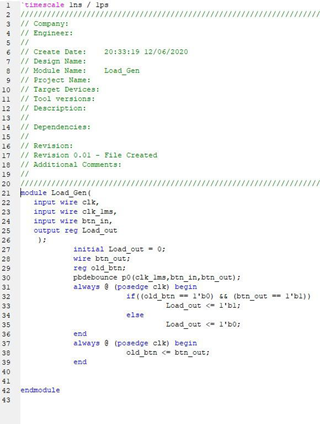 1 `timescale 1ns / 1ps
2 ////////////////////////////////////////////////////////////////////////////////
3 // Company:
4 // Engineer:
5 //
6 // Create Date:    20:33:19 12/06/2020
7 // Design Name:
8 // Module Name:    Load_Gen
9 // Project Name:
10 // Target Devices:
11 // Tool versions:
12 // Description:
13 //
14 // Dependencies:
15 //
16 // Revision:
17 // Revision 0.01 - File Created
18 // Additional Comments:
19 //
20 ////////////////////////////////////////////////////////////////////////////////
21 module Load_Gen(
22 input wire clk,
23 input wire clk_1ms,
24 input wire btn_in,
25 output reg Load_out
26 );
27 initial Load_out = 0;
28 wire btn_out;
29 reg old_btn;
30 pbdebounce p0(clk_1ms,btn_in,btn_out);
31 always @ (posedge clk) begin
32 if((old_btn == 1'b0) && (btn_out == 1'b1))
33 Load_out <= 1'b1;
34 else
35 Load_out <= 1'b0;
36 end
37 always @ (posedge clk) begin
38 old_btn <= btn_out;
39 end
40
41
42 endmodule
43